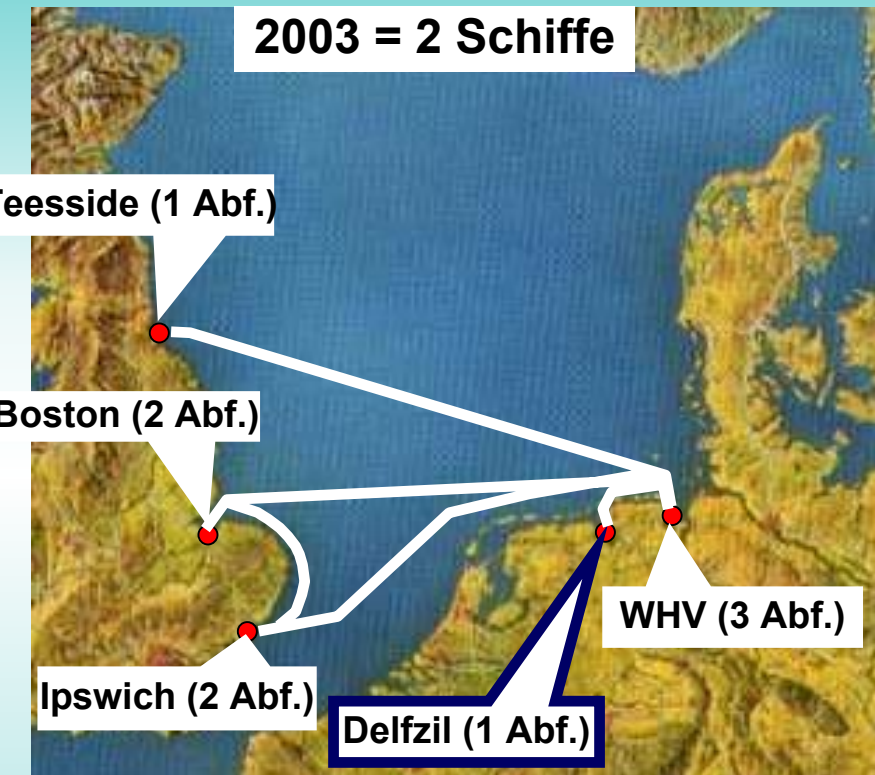 2003 = 2 Schiffe
Teesside (1 Abf.)
Boston (2 Abf.)
WHV (3 Abf.)
Ipswich (2 Abf.)
Delfzil (1 Abf.)